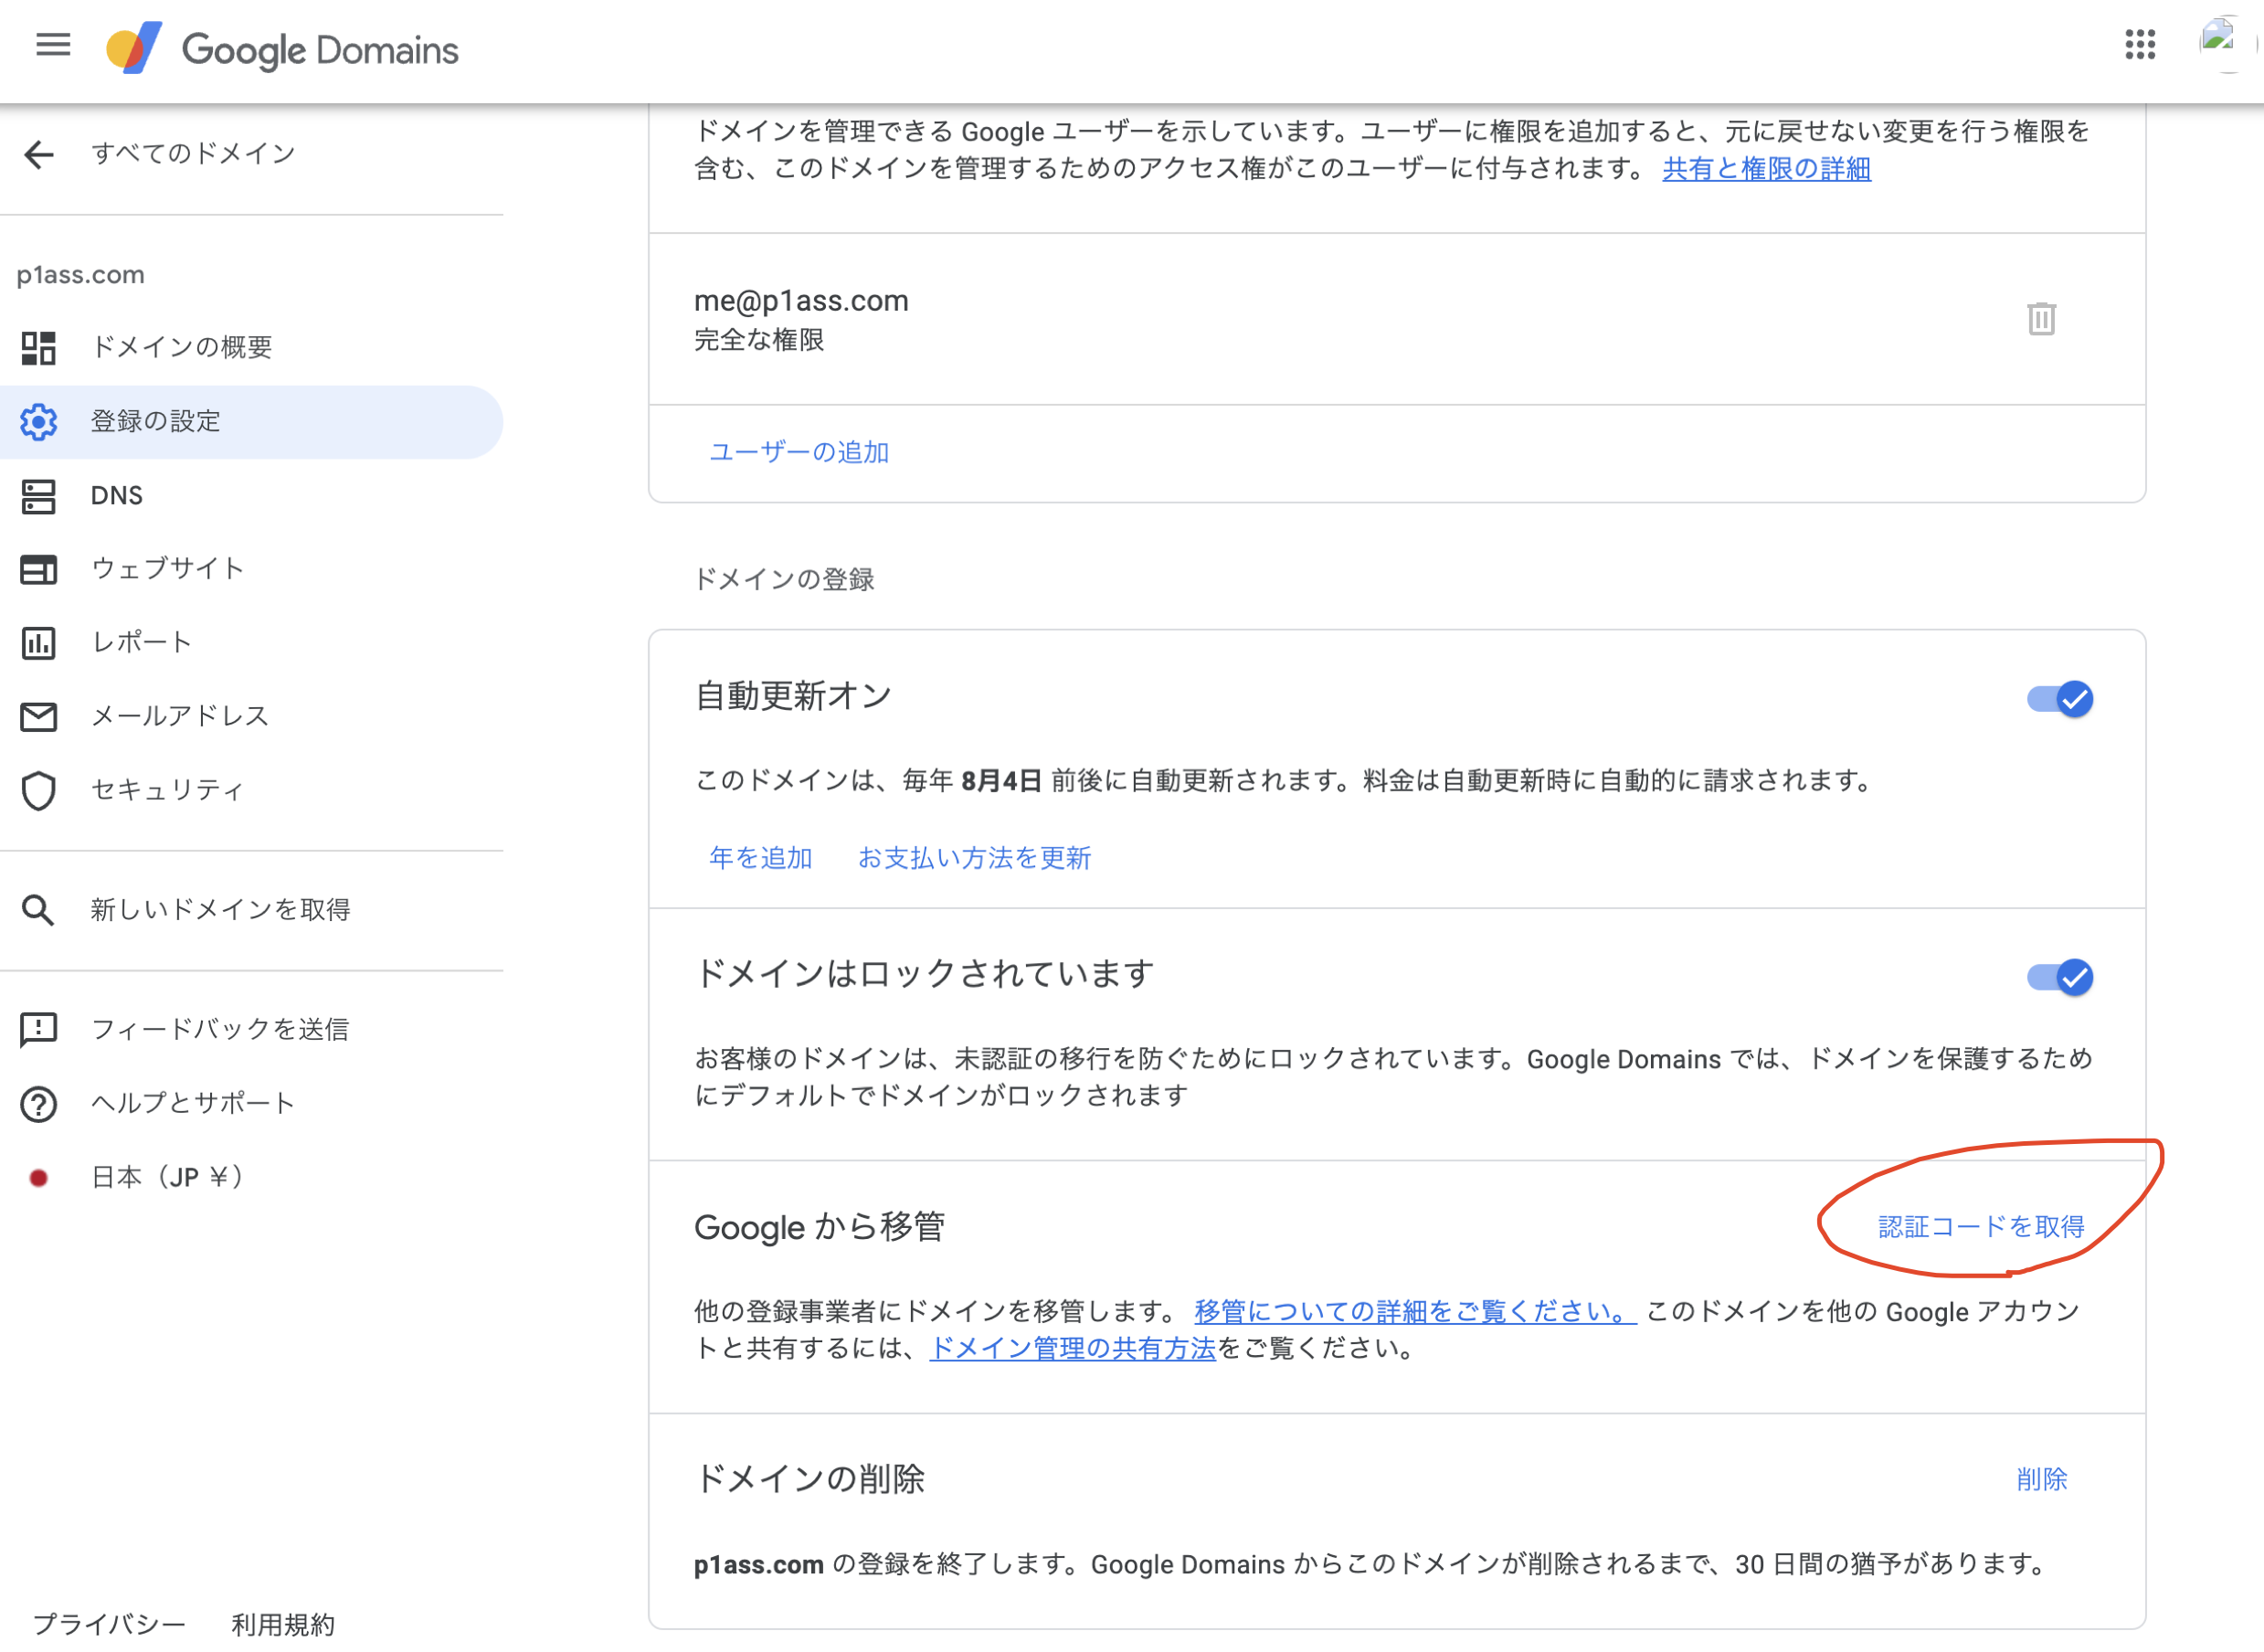 Google Domains
すべてのドメイン
p1ass.com
ドメインの概要
登録の設定
DNS
ウェブサイト
レポート
メールアドレス
セキュリティ
新しいドメインを取得
フィードバックを送信
ヘルプとサポート
日本（JP ¥）
プライバシー 利用規約
ドメインを管理できる Google ユーザーを示しています。ユーザーに権限を追加すると、元に戻せない変更を行う権限を
含む、このドメインを管理するためのアクセス権がこのユーザーに付与されます。 共有と権限の詳細
me@p1ass.com
完全な権限
ユーザーの追加
ドメインの登録
自動更新オン
このドメインは、毎年 8月4日 前後に自動更新されます。料金は自動更新時に自動的に請求されます。
年を追加 お支払い方法を更新
ドメインはロックされています
お客様のドメインは、未認証の移行を防ぐためにロックされています。Google Domains では、ドメインを保護するため
にデフォルトでドメインがロックされます
Google から移管 認証コードを取得
他の登録事業者にドメインを移管します。 移管についての詳細をご覧ください。 このドメインを他の Google アカウン
トと共有するには、ドメイン管理の共有方法をご覧ください。
ドメインの削除 削除
p1ass.com の登録を終了します。Google Domains からこのドメインが削除されるまで、30 日間の猶予があります。